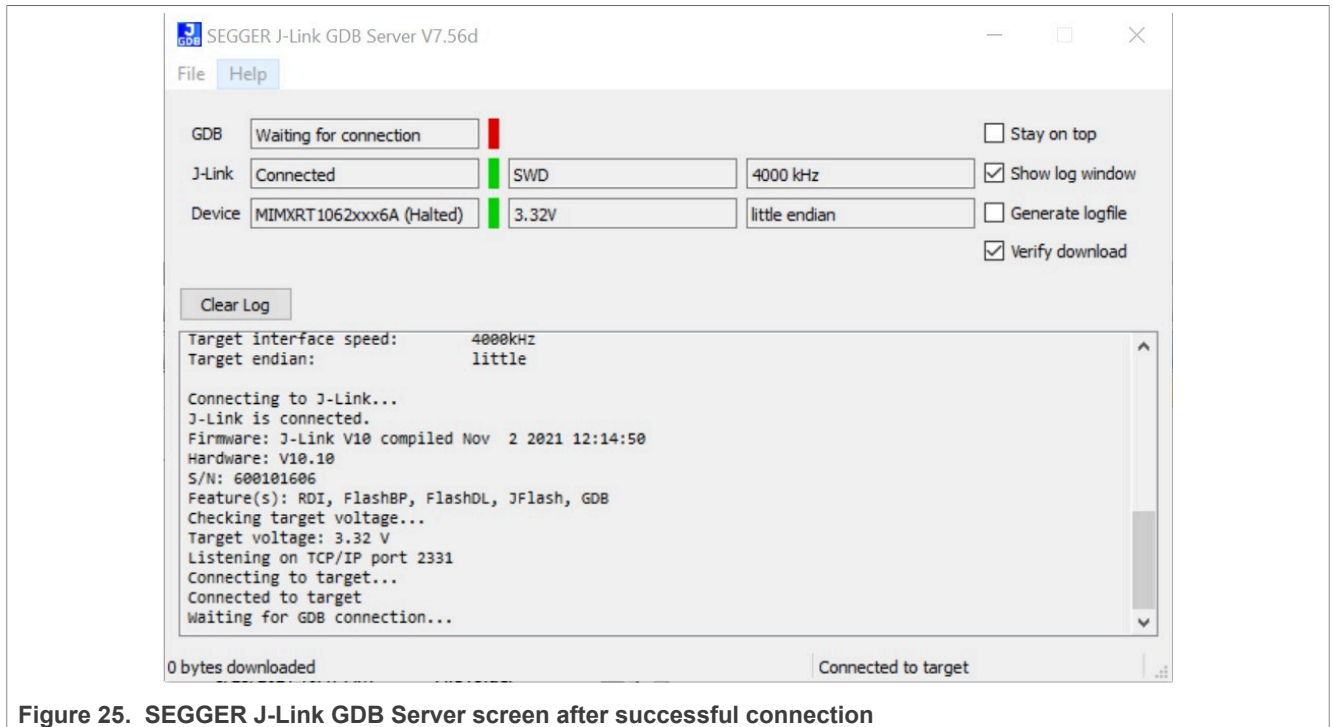 J
GDB
SEGGER J-Link GDB Server V7.56d
File Help
GDB Waiting for connection Stay on top
J-Link Connected SWD 4000 kHz Show log window
Device MIMXRT1062xxx6A (Halted) 3.32V little endian Generate logfile
Verify download
Clear Log
Target interface speed: 4000kHz
Target endian: little
Connecting to J-Link...
J-Link is connected.
Firmware: J-Link V10 compiled Nov 2 2021 12:14:50
Hardware: V10.10
S/N: 600101606
Feature(s): RDI, FlashBP, FlashDL, JFlash, GDB
Checking target voltage...
Target voltage: 3.32 V
Listening on TCP/IP port 2331
Connecting to target...
Connected to target
Waiting for GDB connection...
0 bytes downloaded Connected to target
Figure 25. SEGGER J-Link GDB Server screen after successful connection